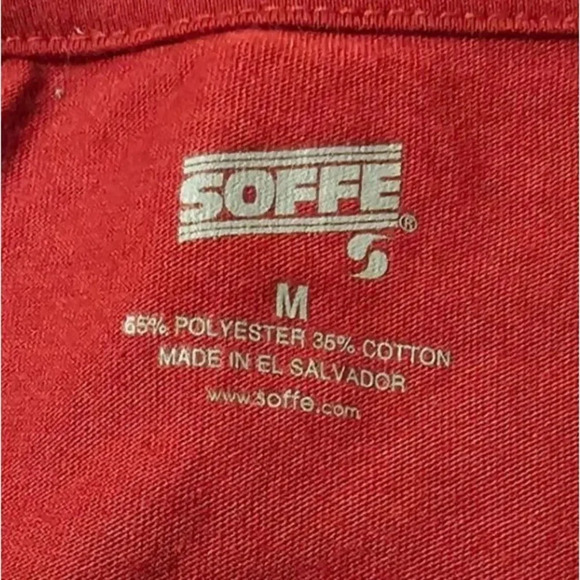 SOFFE®
M
65% POLYESTER 35% COTTON
MADE IN EL SALVADOR
www.soffe.com